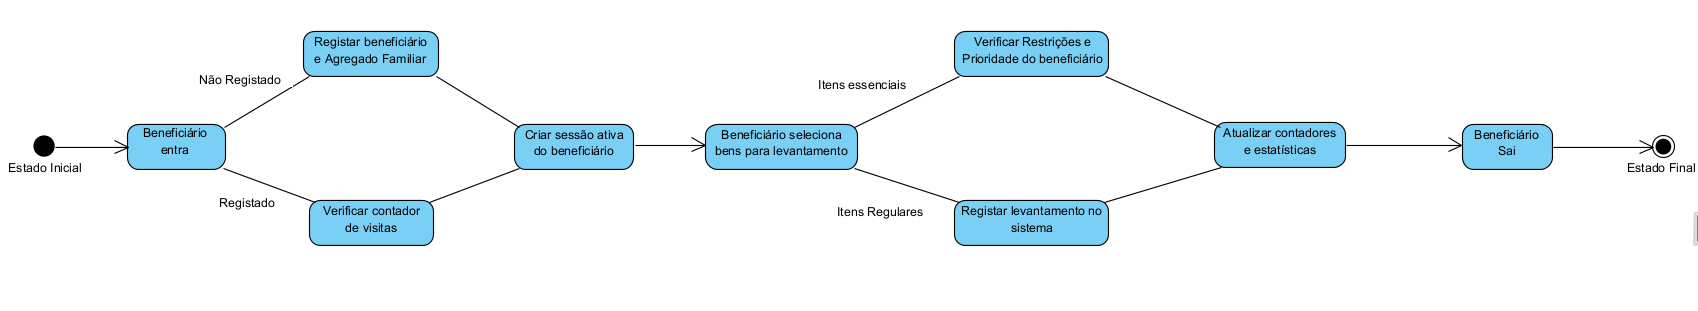 Estado Inicial
Beneficiário
entra
Não Registado
Registado
Registar beneficiário
e Agregado Familiar
Verificar contador
de visitas
Criar sessão ativa
do beneficiário
Beneficiário seleciona
bens para levantamento
Itens essenciais
Itens Regulares
Verificar Restrições e
Prioridade do beneficiário
Registar levantamento no
sistema
Atualizar contadores
e estatísticas
Beneficiário
Sai
Estado Final